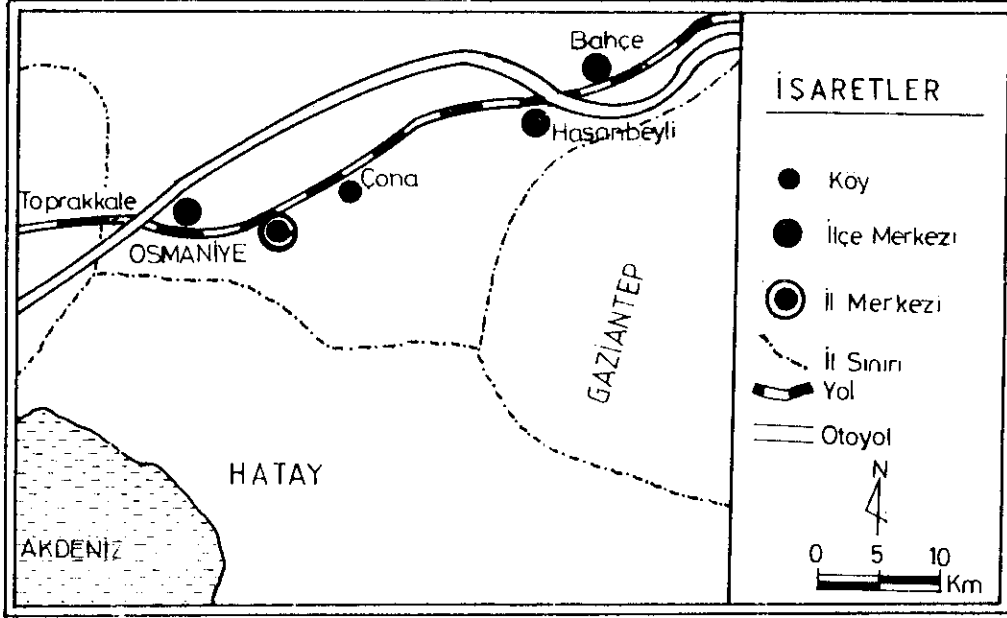 Bahçe
Hasanbeyli
Çona
Toprakkale
OSMANİYE
GAZİANTEP
HATAY
AKDENİZ
İŞARETLER
Köy
İlçe Merkezi
İl Merkezi
İl Sınırı
Yol
Otoyol
N
0 5 10
Km